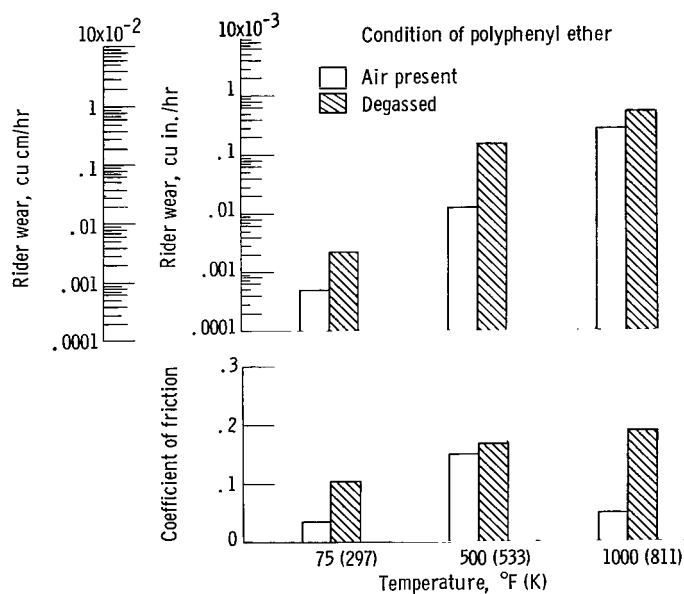 Condition of polyphenyl ether
Air present
Degassed
Rider wear, cu cm/hr
10x10-2
1
.1
.01
.001
.0001
Rider wear, cu in./hr
10x10-3
1
.1
.01
.001
.0001
Coefficient of friction
.3
.2
.1
0
75 (297)
500 (533)
1000 (811)
Temperature, °F (K)